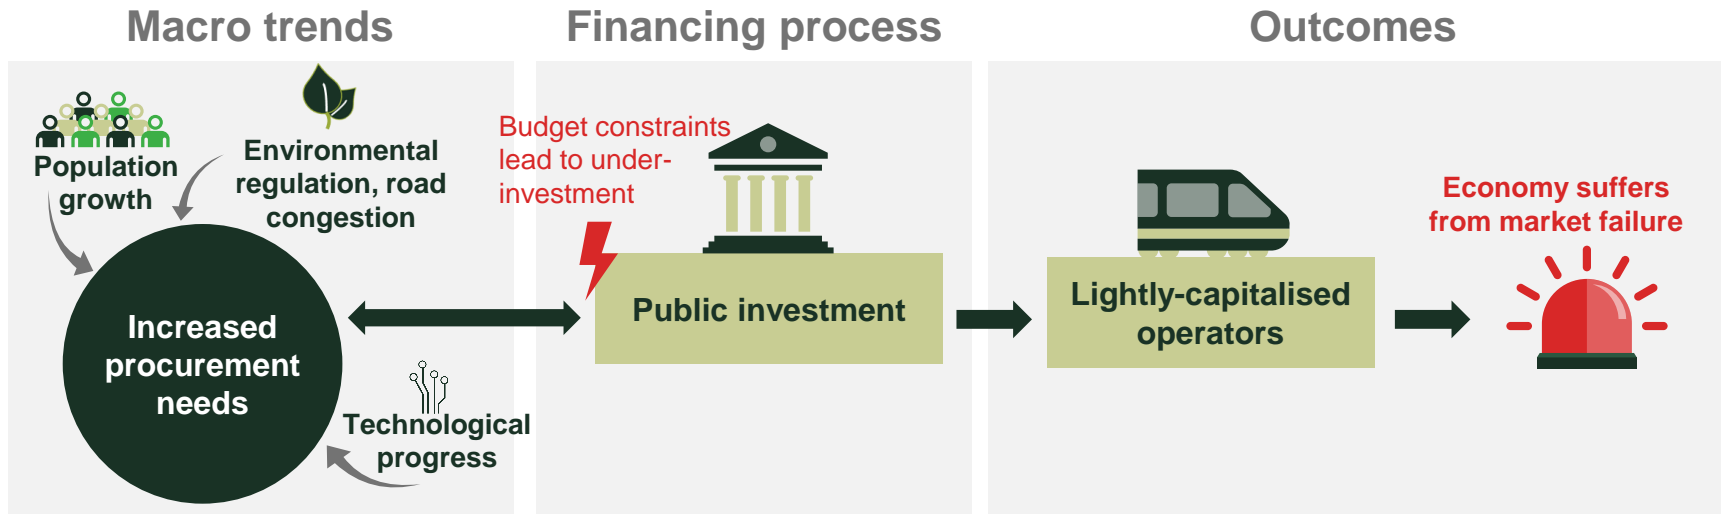 Macro trends
Financing process
Outcomes
Population
growth
Environmental
regulation, road
congestion
Increased
procurement
needs
Technological
progress
Budget constraints
lead to under-
investment
Public investment
Lightly-capitalised
operators
Economy suffers
from market failure